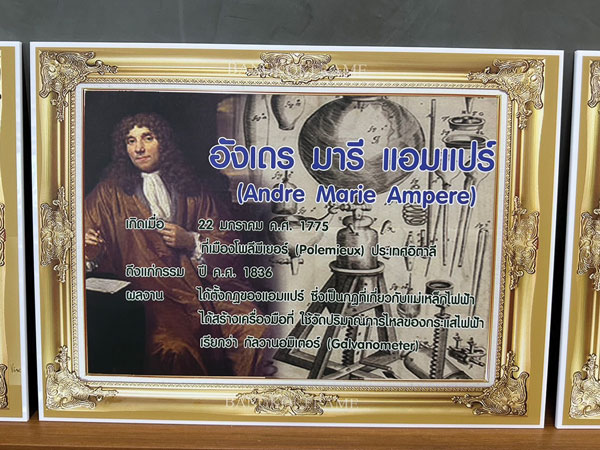 BANGKOK FRAME
อังเดร มารี แอมแปร์
(Andre Marie Ampere)
เกิดเมื่อ 22 มกราคม ค.ศ. 1775
ที่เมืองโพลีมิเยอร์ (Polemieux) ประเทศอิตาลี
ถึงแก่กรรม ปี ค.ศ. 1836
ผลงาน ได้ตั้งกฎของแอมแปร์ ซึ่งเป็นกฎที่เกี่ยวกับแม่เหล็กไฟฟ้า
ได้สร้างเครื่องมือที่ ใช้วัดปริมาณการไหลของกระแสไฟฟ้า
เรียกว่า กัลวานอมิเตอร์ (Galvanometer)
BANGKOK FRAME